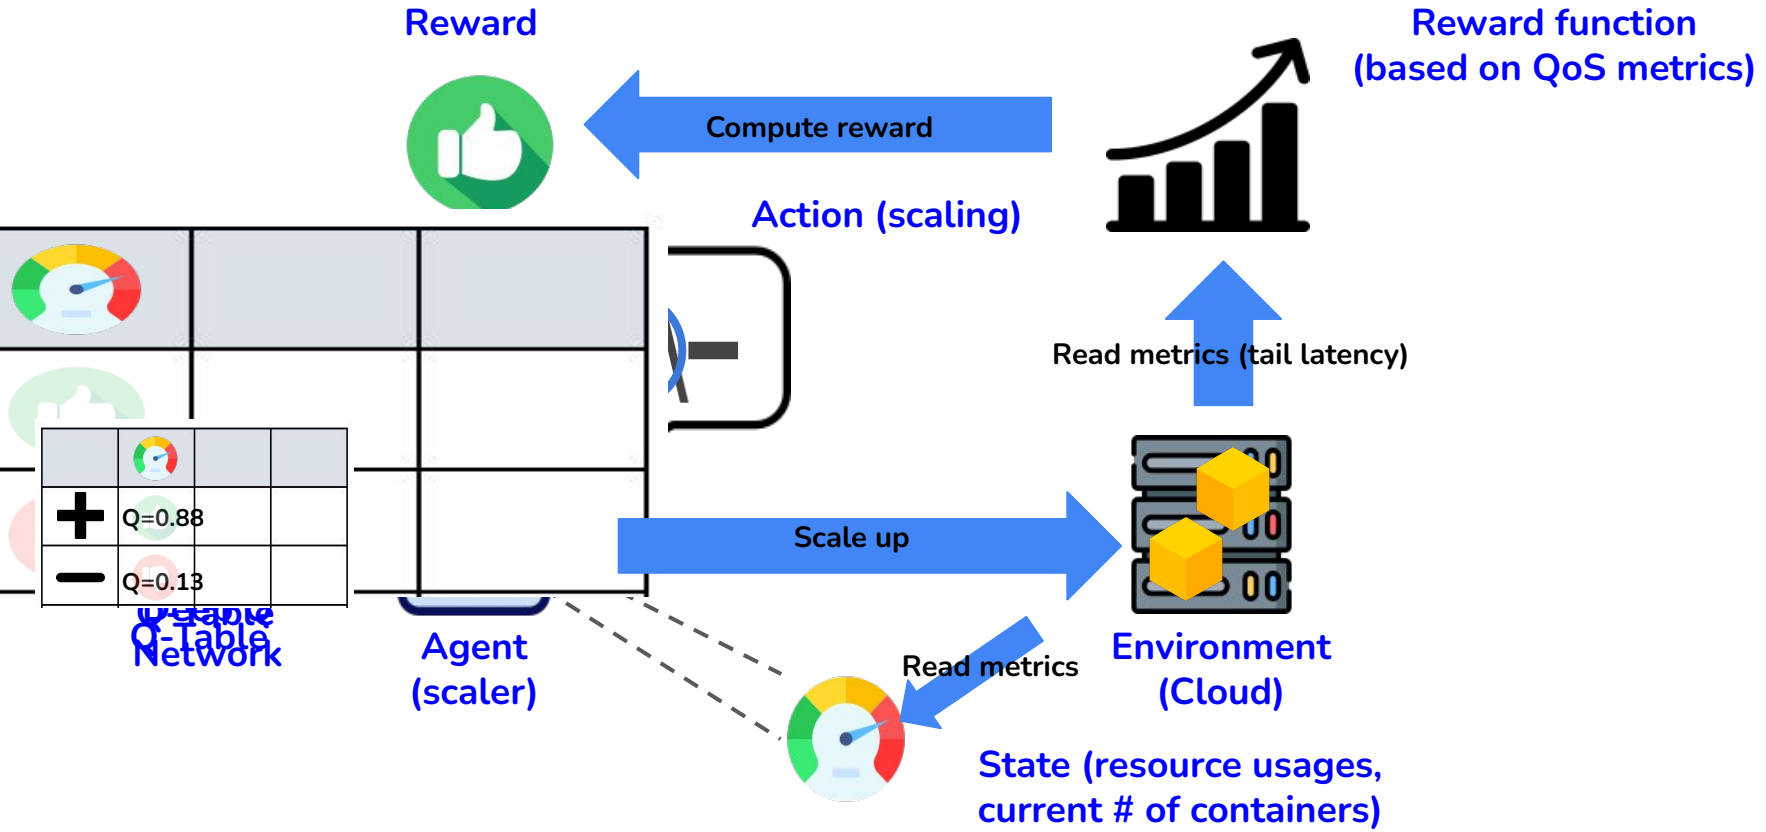 Reward
Reward function
(based on QoS metrics)
Compute reward
Action (scaling)
Read metrics (tail latency)
Q=0.88
Scale up
Q=0.13
Q-Table
Q-Table
Network
Agent
(scaler)
Read metrics
Environment
(Cloud)
State (resource usages,
current # of containers)